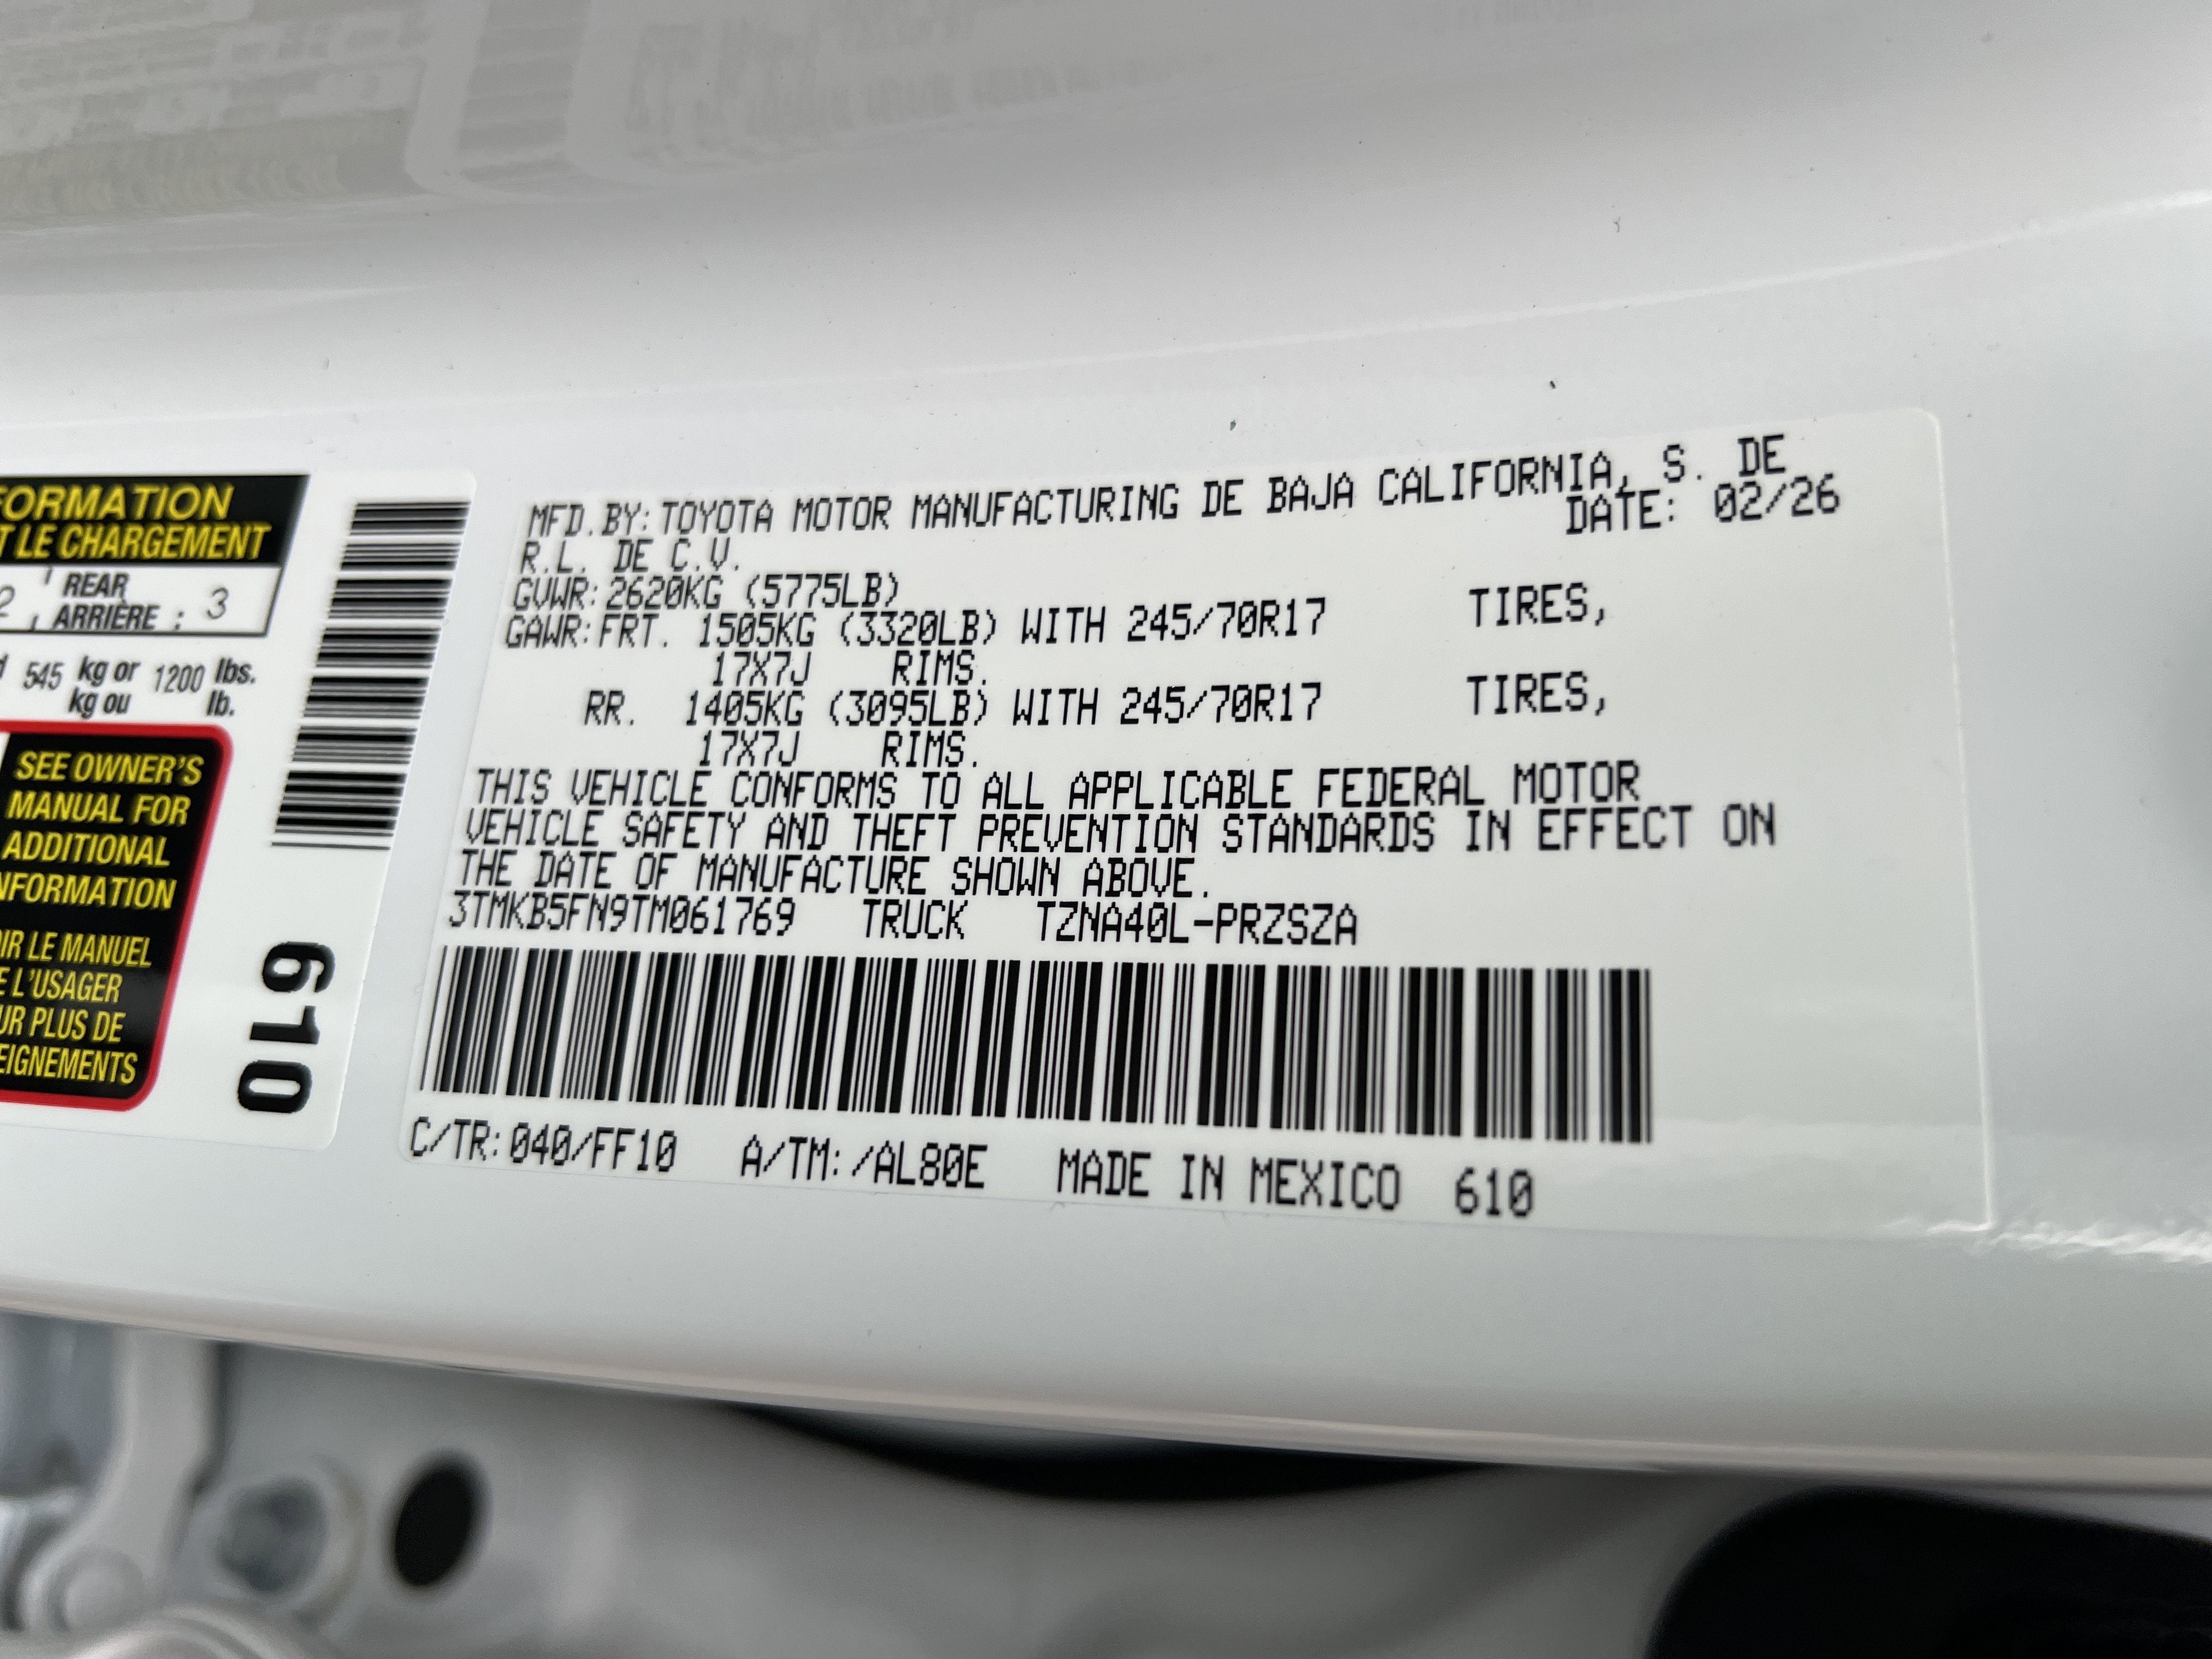 FORMATION
T LE CHARGEMENT
2 REAR
ARRIÈRE : 3
545 kg or 1200 lbs.
kg ou lb.
SEE OWNER'S
MANUAL FOR
ADDITIONAL
NFORMATION
IR LE MANUEL
E L'USAGER
UR PLUS DE
EIGNEMENTS
610
MFD.BY:TOYOTA MOTOR MANUFACTURING DE BAJA CALIFORNIA, S. DE
R.L. DE C.V. DATE: 02/26
GVWR:2620KG (5775LB)
GAWR:FRT. 1505KG (3320LB) WITH 245/70R17 TIRES,
17X7J RIMS.
RR. 1405KG (3095LB) WITH 245/70R17 TIRES,
17X7J RIMS.
THIS VEHICLE CONFORMS TO ALL APPLICABLE FEDERAL MOTOR
VEHICLE SAFETY AND THEFT PREVENTION STANDARDS IN EFFECT ON
THE DATE OF MANUFACTURE SHOWN ABOVE.
3TMKB5FN9TM061769 TRUCK TZNA40L-PRZSZA
C/TR:040/FF10 A/TM:/AL80E MADE IN MEXICO 610